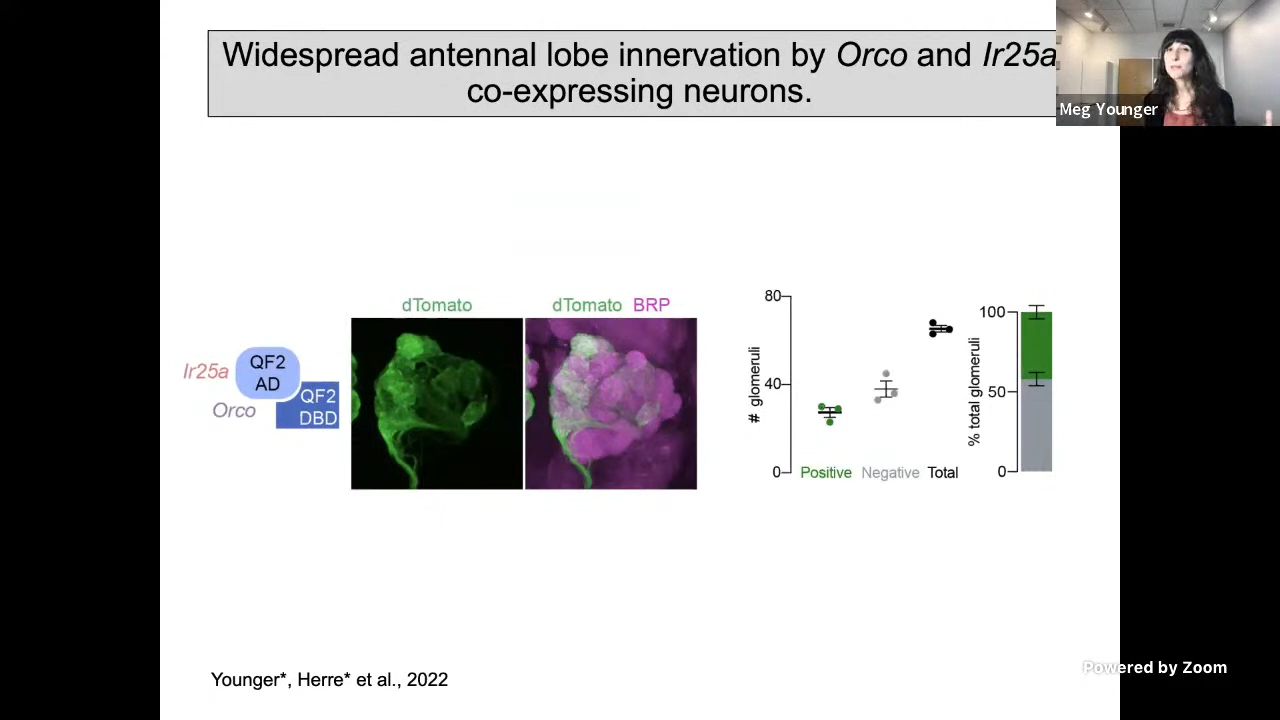 Widespread antennal lobe innervation by Orco and Ir25a
co-expressing neurons.
Meg Younger
dTomato
dTomato BRP
Ir25a
QF2
AD
Orco
QF2
DBD
# glomeruli
80
40
0
Positive Negative Total
% total glomeruli
100
50
0
Younger*, Herre* et al., 2022
Powered by Zoom